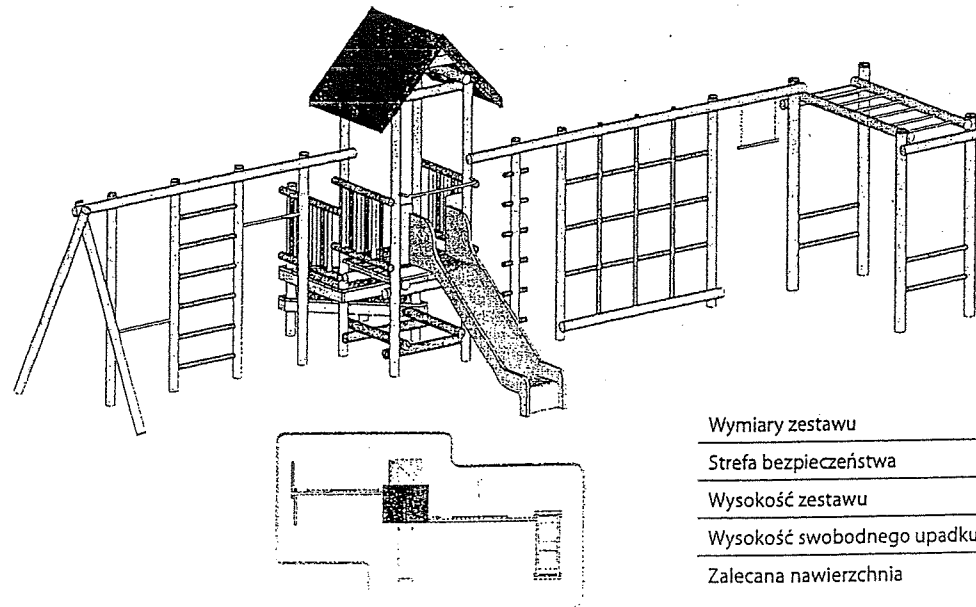 Wymiary zestawu
Strefa bezpieczeństwa
Wysokość zestawu
Wysokość swobodnego upadku
Zalecana nawierzchnia